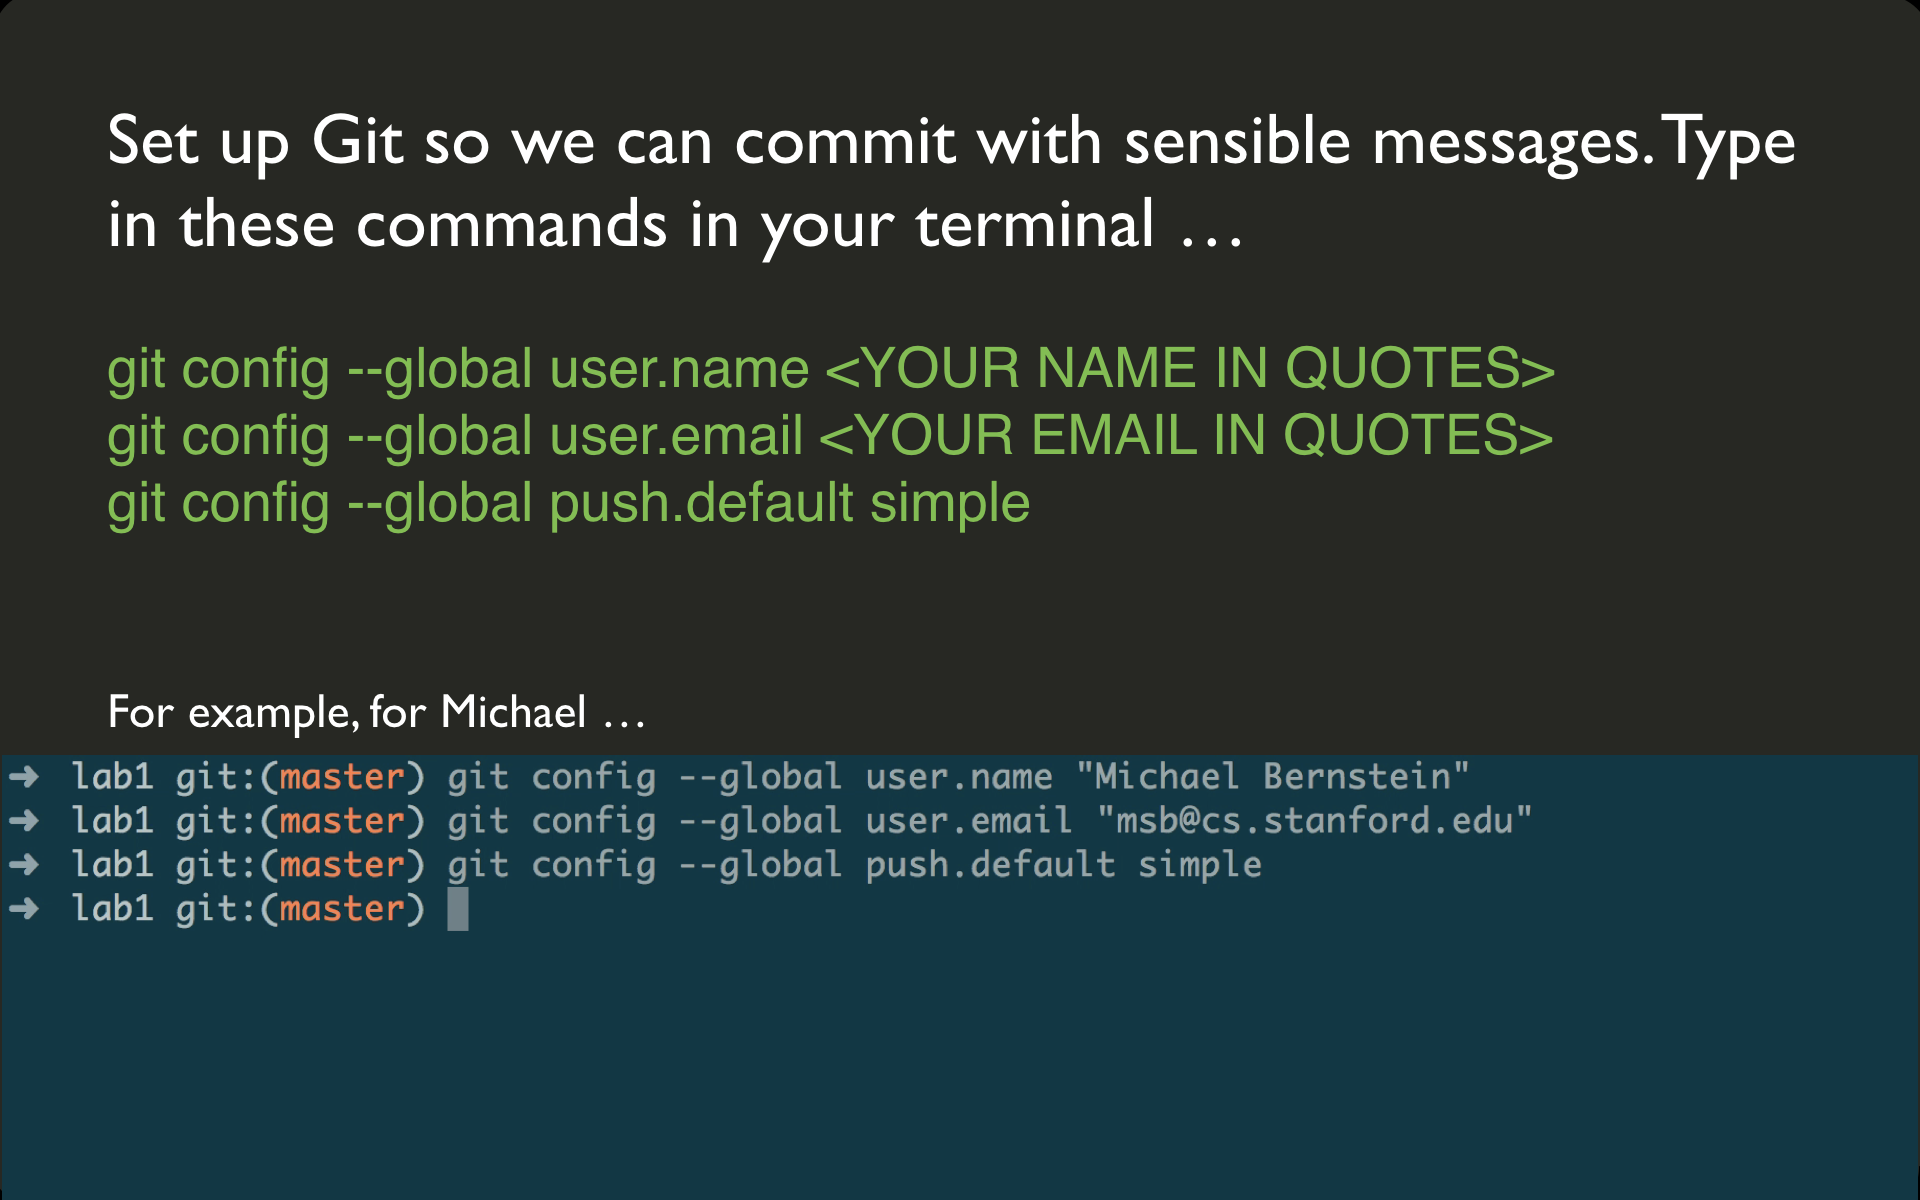 Set up Git so we can commit with sensible messages. Type
in these commands in your terminal …
git config --global user.name <YOUR NAME IN QUOTES>
git config --global user.email <YOUR EMAIL IN QUOTES>
git config --global push.default simple
For example, for Michael …
➜ lab1 git:(master) git config --global user.name "Michael Bernstein"
➜ lab1 git:(master) git config --global user.email "msb@cs.stanford.edu"
➜ lab1 git:(master) git config --global push.default simple
➜ lab1 git:(master)